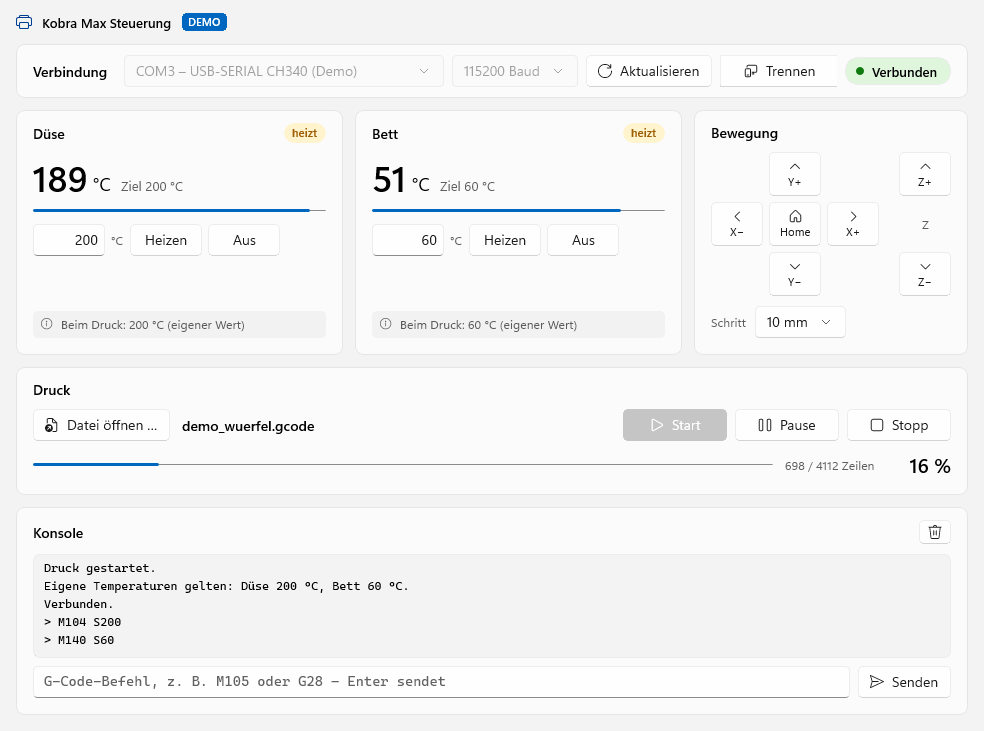 Kobra Max Steuerung DEMO
Verbindung COM3 – USB-SERIAL CH340 (Demo) 115200 Baud Aktualisieren Trennen Verbunden
Düse heizt
189 °C Ziel 200 °C
200 °C Heizen Aus
Beim Druck: 200 °C (eigener Wert)
Bett heizt
51 °C Ziel 60 °C
60 °C Heizen Aus
Beim Druck: 60 °C (eigener Wert)
Bewegung
Y+ Z+
X− Home X+ Z
Y− Z−
Schritt 10 mm
Druck
Datei öffnen ... demo_wuerfel.gcode Start Pause Stopp
698 / 4112 Zeilen 16 %
Konsole
Druck gestartet.
Eigene Temperaturen gelten: Düse 200 °C, Bett 60 °C.
Verbunden.
> M104 S200
> M140 S60
G-Code-Befehl, z. B. M105 oder G28 – Enter sendet Senden